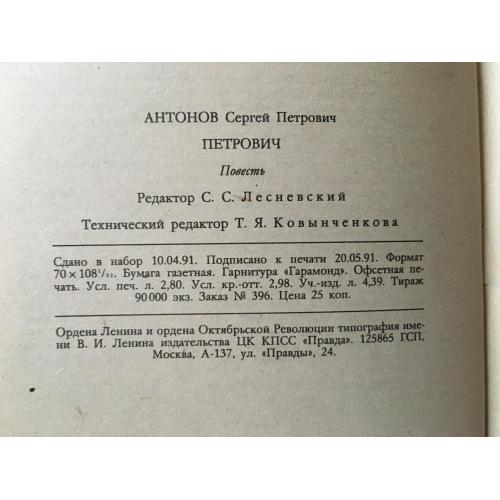 АНТОНОВ Сергей Петрович
ПЕТРОВИЧ
Повесть
Редактор С. С. Лесневский
Технический редактор Т. Я. Ковынченкова
Сдано в набор 10.04.91. Подписано к печати 20.05.91. Формат
70×108¹/₃₂. Бумага газетная. Гарнитура «Гарамонд». Офсетная пе-
чать. Усл. печ. л. 2,80. Усл. кр.-отт. 2,98. Уч.-изд. л. 4,39. Тираж
90 000 экз. Заказ № 396. Цена 25 коп.
Ордена Ленина и ордена Октябрьской Революции типография име-
ни В. И. Ленина издательства ЦК КПСС «Правда». 125865 ГСП,
Москва, А-137, ул. «Правды», 24.